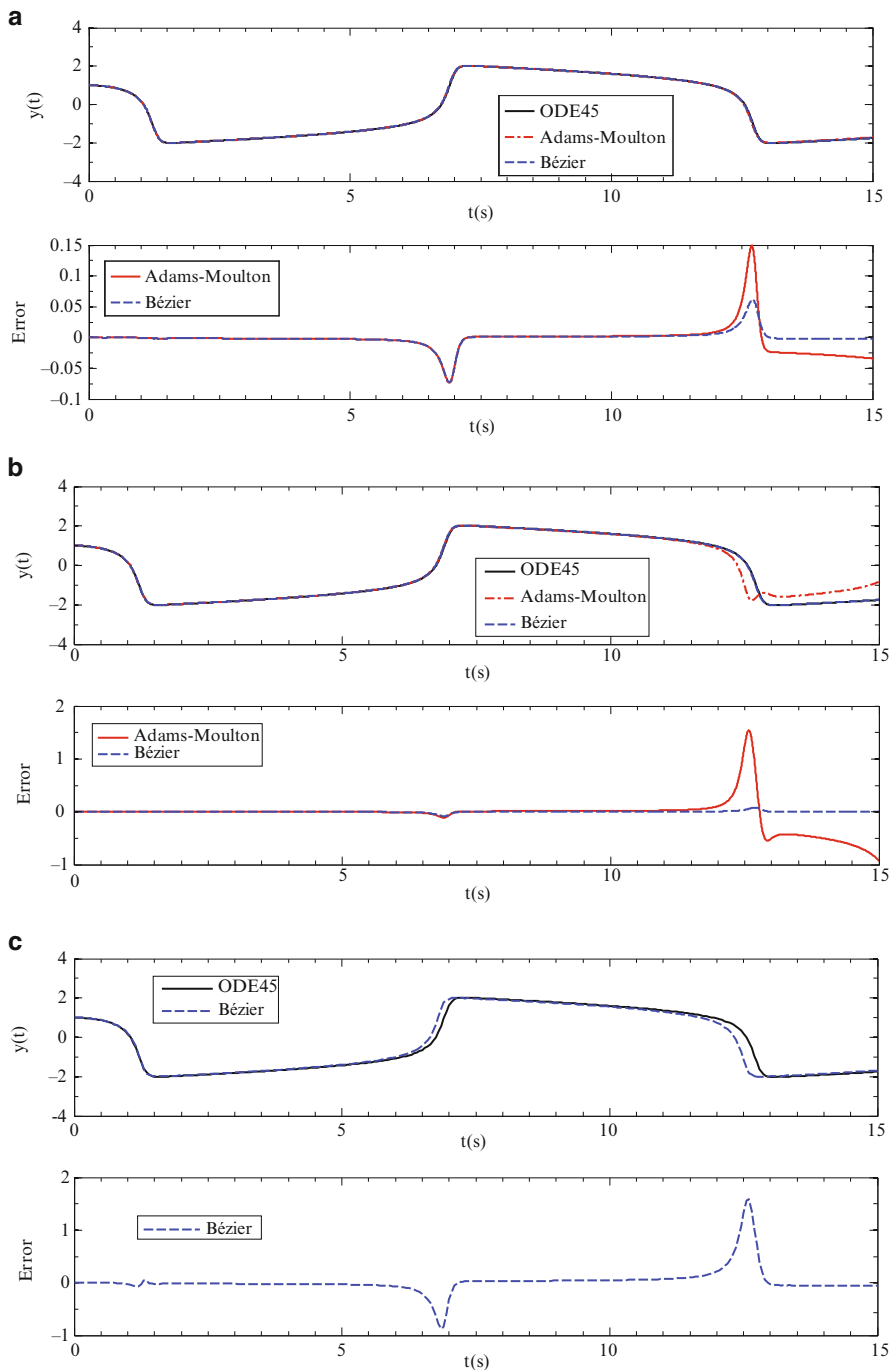 a
4
2
0
−2
−4
y(t)
ODE45
Adams-Moulton
Bézier
0
5
10
15
t(s)
0.15
0.1
0.05
0
−0.05
−0.1
Error
Adams-Moulton
Bézier
0
5
10
15
t(s)
b
4
2
0
−2
−4
y(t)
ODE45
Adams-Moulton
Bézier
0
5
10
15
t(s)
2
1
0
−1
Error
Adams-Moulton
Bézier
0
5
10
15
t(s)
c
4
2
0
−2
-4
y(t)
ODE45
Bézier
0
5
10
15
t(s)
2
1
0
−1
Error
Bézier
0
5
10
15
t(s)